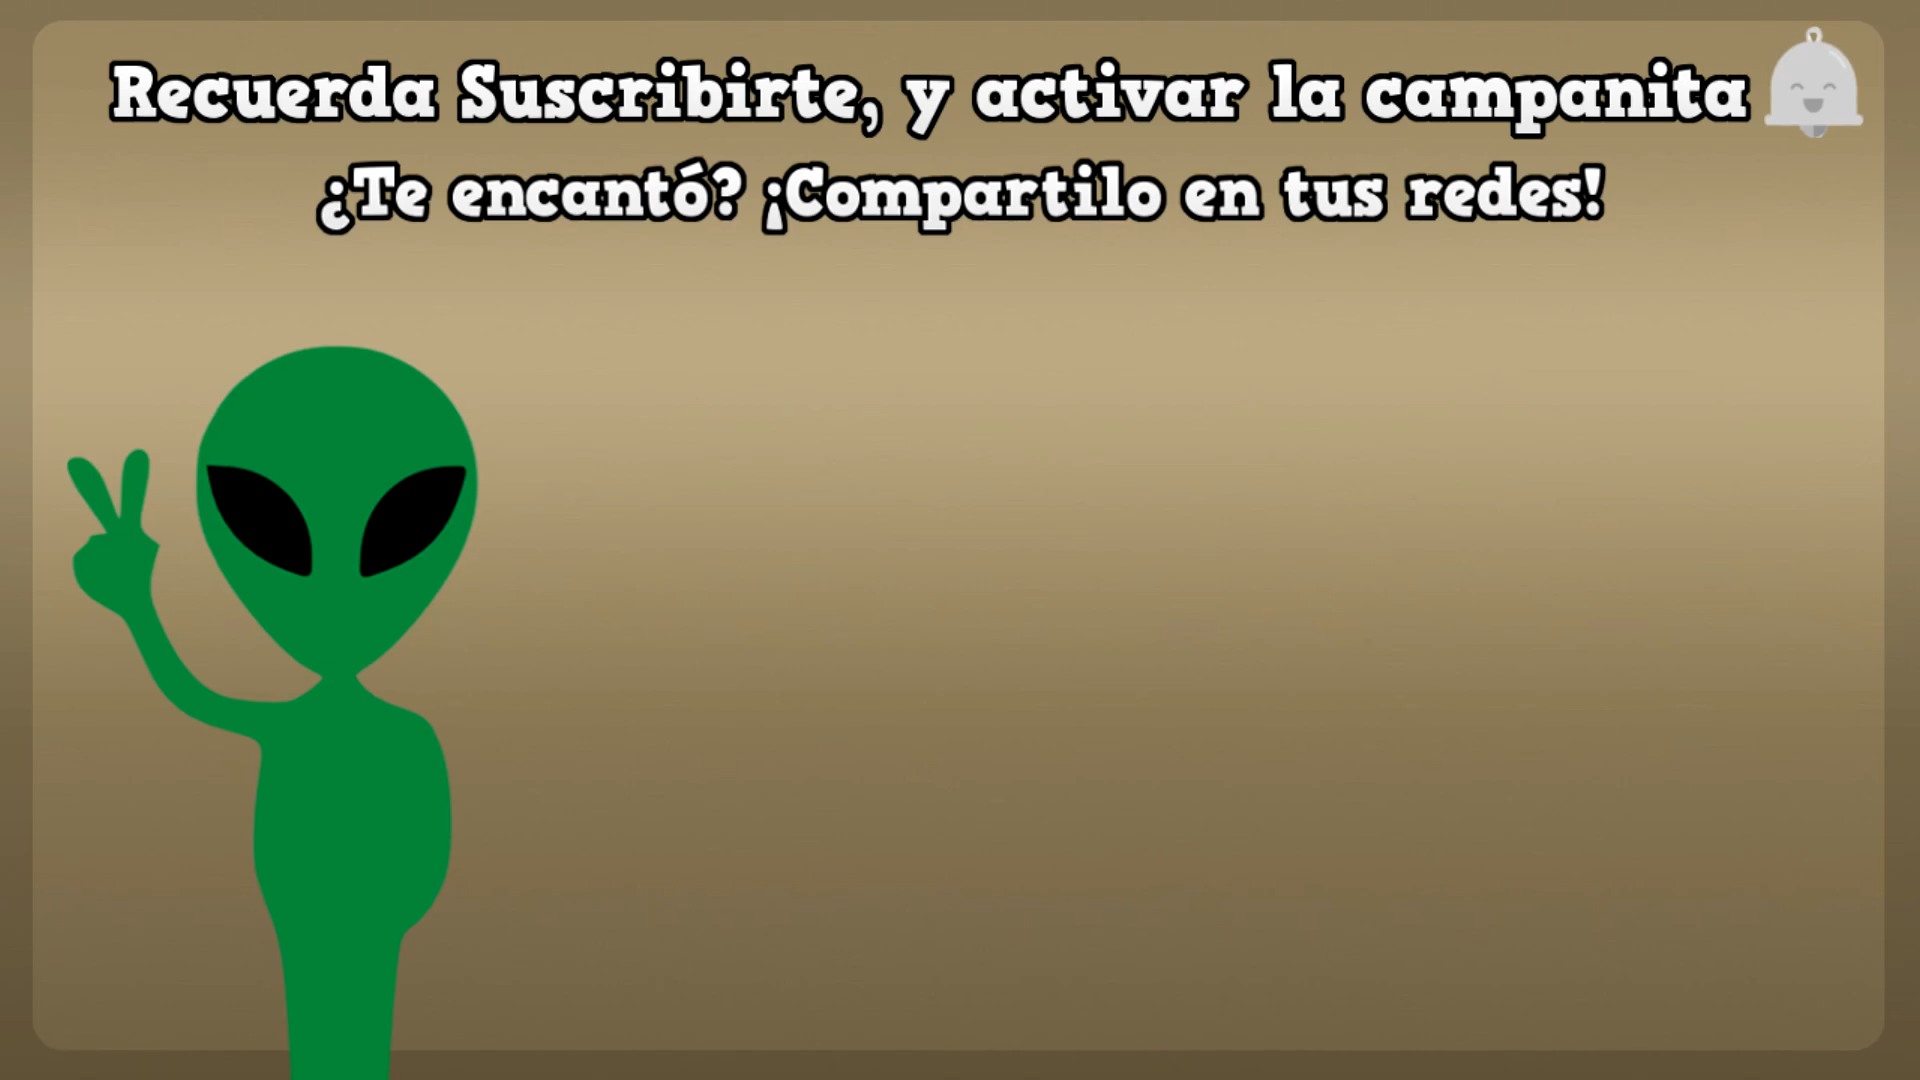 Recuerda Suscribirte, y activar la campanita
¿Te encantó? ¡Compartilo en tus redes!